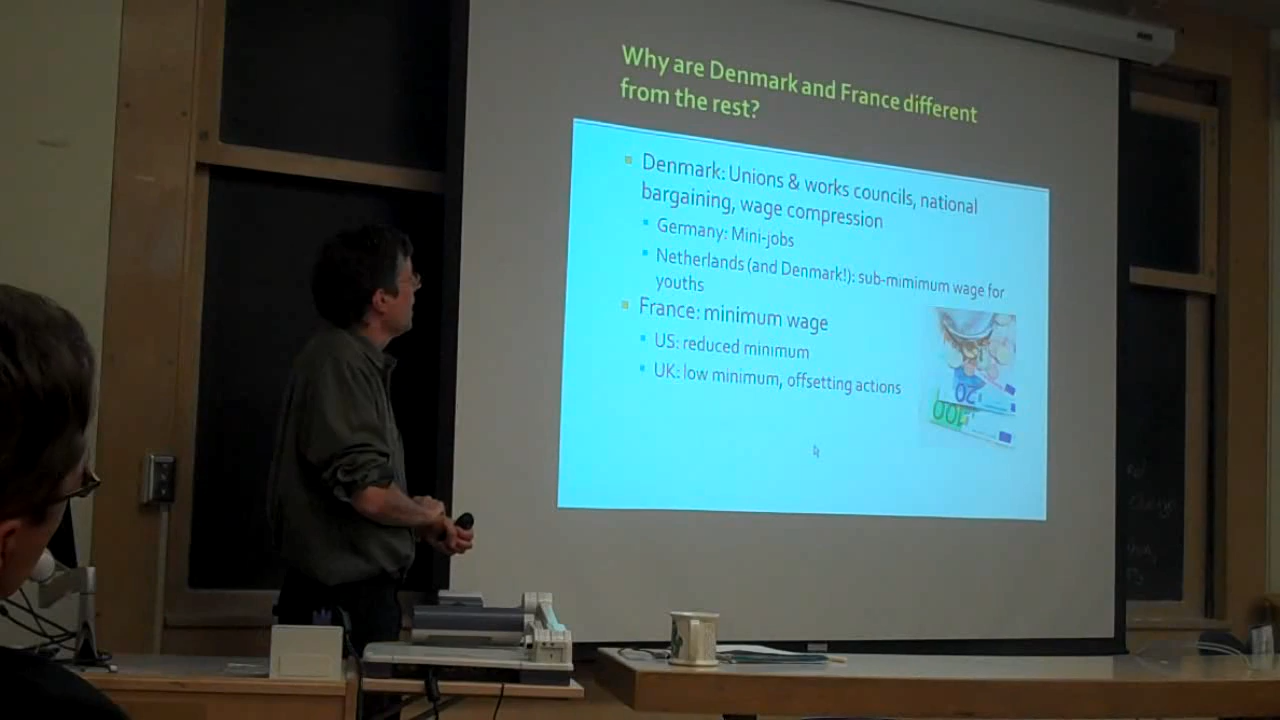 Why are Denmark and France different
from the rest?
Denmark: Unions & works councils, national
bargaining, wage compression
Germany: Mini-jobs
Netherlands (and Denmark!): sub-mimimum wage for
youths
France: minimum wage
US: reduced minimum
UK: low minimum, offsetting actions
20
100